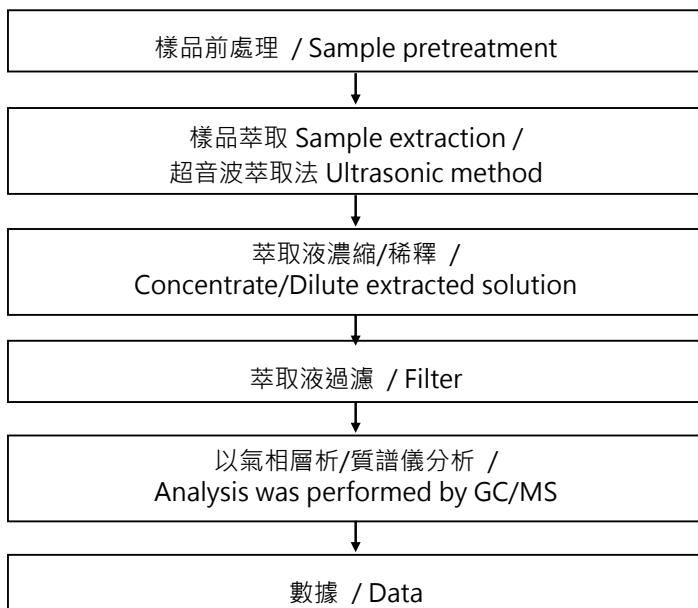 樣品前處理 / Sample pretreatment
樣品萃取 Sample extraction /
超音波萃取法 Ultrasonic method
萃取液濃縮/稀釋 /
Concentrate/Dilute extracted solution
萃取液過濾 / Filter
以氣相層析/質譜儀分析 /
Analysis was performed by GC/MS
數據 / Data